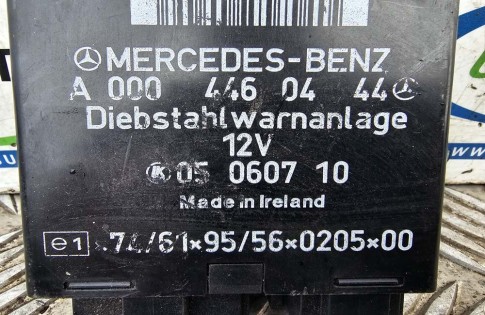 MERCEDES-BENZ
A 000 446 04 44
Diebstahlwarnanlage
12V
05 0607 10
Made in Ireland
e1 .74/61×95/56×0205×00